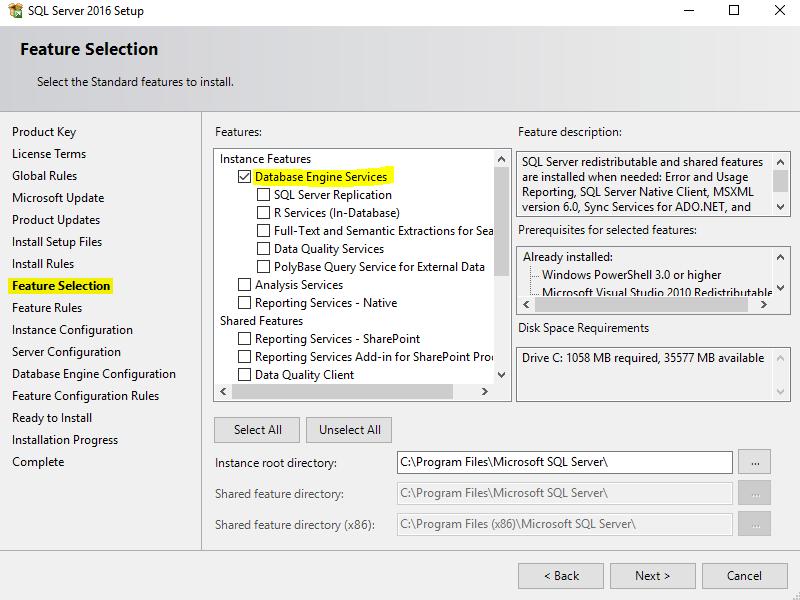 SQL Server 2016 Setup
Feature Selection
Select the Standard features to install.
Product Key
License Terms
Global Rules
Microsoft Update
Product Updates
Install Setup Files
Install Rules
Feature Selection
Feature Rules
Instance Configuration
Server Configuration
Database Engine Configuration
Feature Configuration Rules
Ready to Install
Installation Progress
Complete
Features:
Instance Features
Database Engine Services
SQL Server Replication
R Services (In-Database)
Full-Text and Semantic Extractions for Sea
Data Quality Services
PolyBase Query Service for External Data
Analysis Services
Reporting Services - Native
Shared Features
Reporting Services - SharePoint
Reporting Services Add-in for SharePoint Pro
Data Quality Client
Feature description:
SQL Server redistributable and shared features
are installed when needed: Error and Usage
Reporting, SQL Server Native Client, MSXML
version 6.0, Sync Services for ADO.NET, and
Prerequisites for selected features:
Already installed:
Windows PowerShell 3.0 or higher
Microsoft Visual Studio 2010 Redistributable
Disk Space Requirements
Drive C: 1058 MB required, 35577 MB available
Select All
Unselect All
Instance root directory:
C:\Program Files\Microsoft SQL Server\
...
Shared feature directory:
C:\Program Files\Microsoft SQL Server\
...
Shared feature directory (x86):
C:\Program Files (x86)\Microsoft SQL Server\
...
< Back
Next >
Cancel